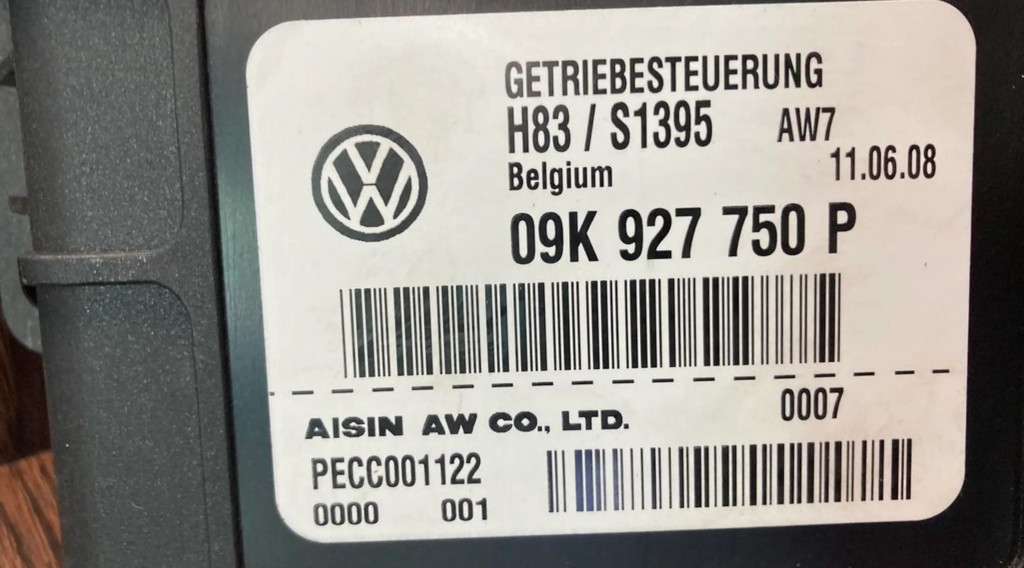 GETRIEBESTEUERUNG
H83 / S1395 AW7
Belgium 11.06.08
09K 927 750 P
0007
AISIN AW CO., LTD.
PECC001122
0000 001